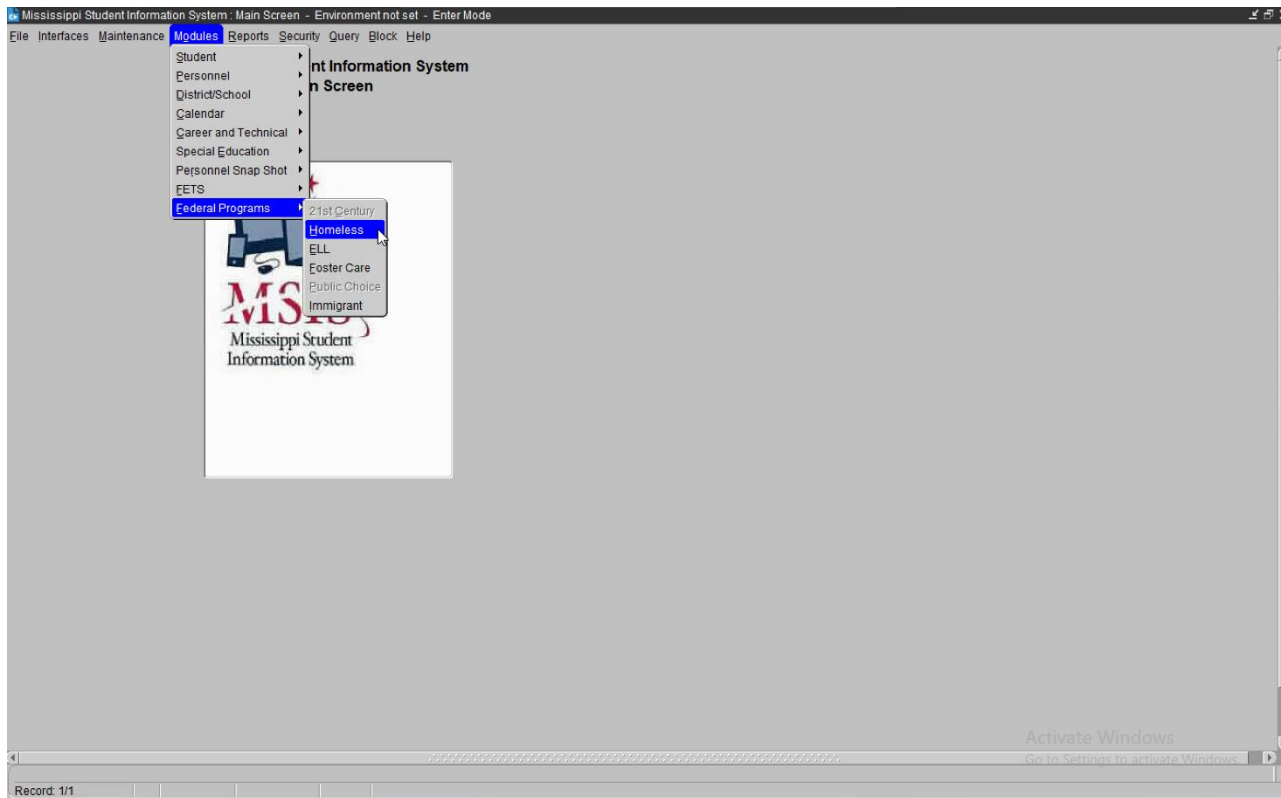 Mississippi Student Information System : Main Screen - Environment not set - Enter Mode
File Interfaces Maintenance Modules Reports Security Query Block Help
nt Information System
n Screen
Student
Personnel
District/School
Calendar
Career and Technical
Special Education
Personnel Snap Shot
FETS
Federal Programs
21st Century
Homeless
ELL
Foster Care
Public Choice
Immigrant
Mississippi Student
Information System
Activate Windows
Go to Settings to activate Windows.
Record: 1/1